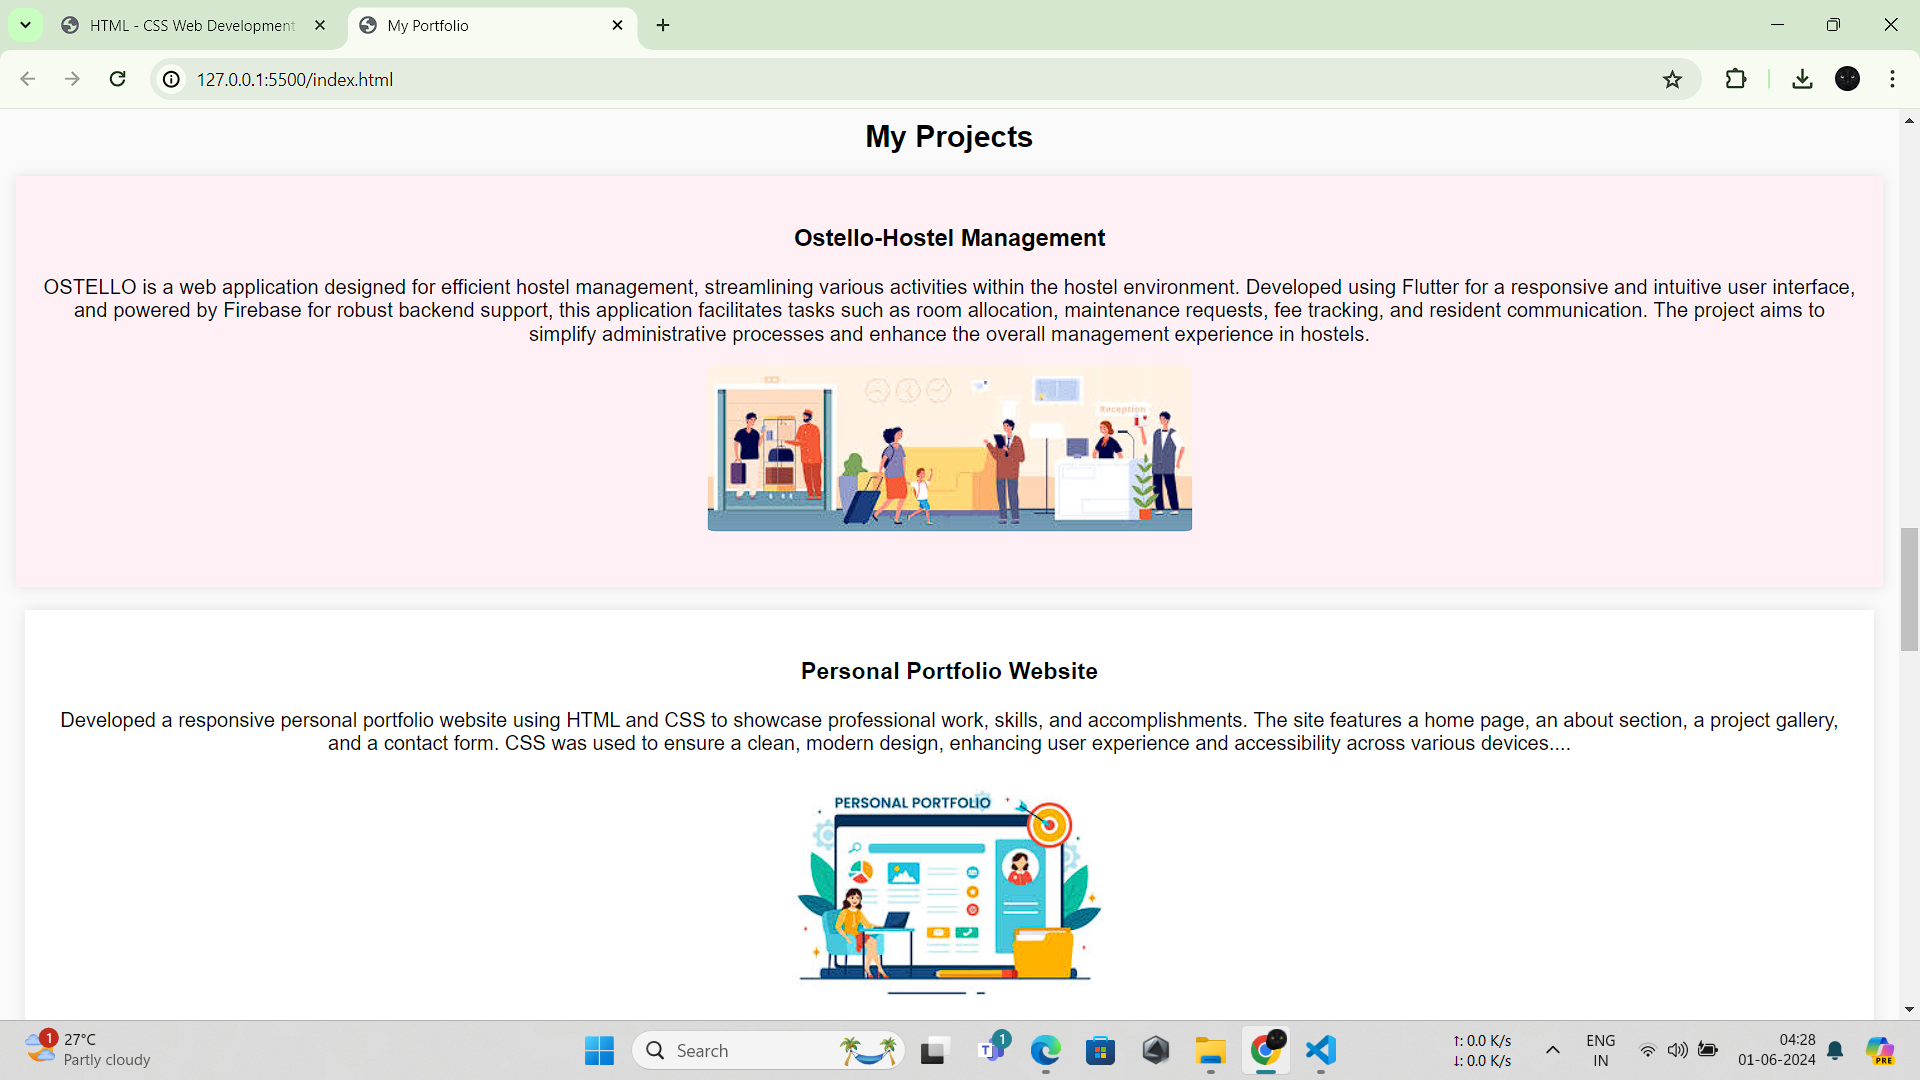 HTML - CSS Web Development
My Portfolio
127.0.0.1:5500/index.html
My Projects
Ostello-Hostel Management
OSTELLO is a web application designed for efficient hostel management, streamlining various activities within the hostel environment. Developed using Flutter for a responsive and intuitive user interface,
and powered by Firebase for robust backend support, this application facilitates tasks such as room allocation, maintenance requests, fee tracking, and resident communication. The project aims to
simplify administrative processes and enhance the overall management experience in hostels.
Reception
Personal Portfolio Website
Developed a responsive personal portfolio website using HTML and CSS to showcase professional work, skills, and accomplishments. The site features a home page, an about section, a project gallery,
and a contact form. CSS was used to ensure a clean, modern design, enhancing user experience and accessibility across various devices....
PERSONAL PORTFOLIO
1
27°C
Partly cloudy
Search
T
1
↑: 0.0 K/s
↓: 0.0 K/s
ENG
IN
04:28
01-06-2024
PRE